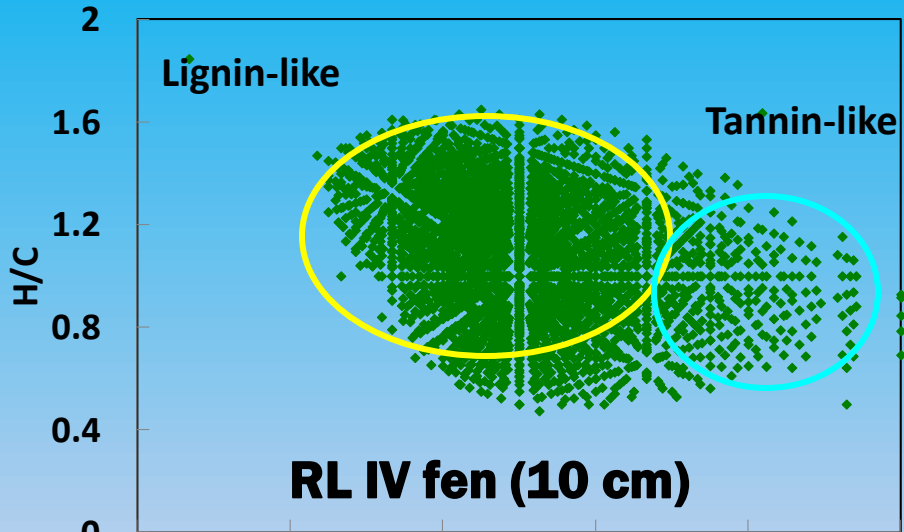 2
Lignin-like
1.6
Tannin-like
1.2
H/C
0.8
0.4
RL IV fen (10 cm)
0